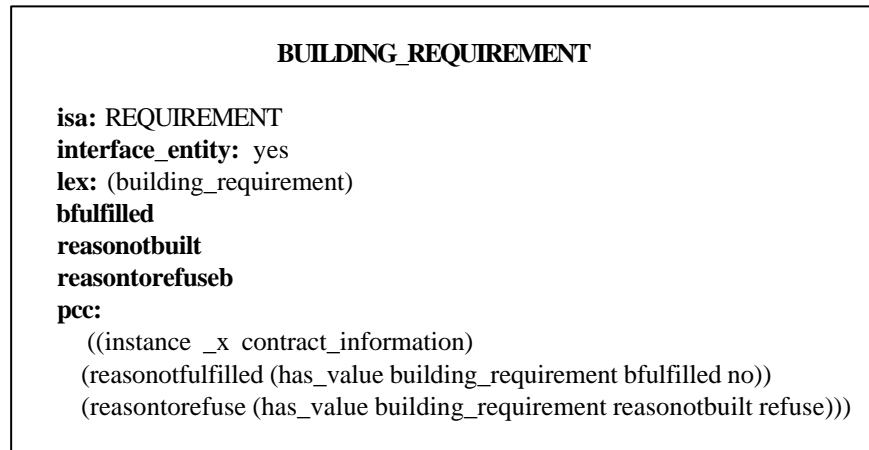 BUILDING_REQUIREMENT
isa: REQUIREMENT
interface_entity: yes
lex: (building_requirement)
bfulfilled
reasonotbuilt
reasontorefuseb
pcc:
((instance _x contract_information)
(reasonotfulfilled (has_value building_requirement bfulfilled no))
(reasontorefuse (has_value building_requirement reasonotbuilt refuse)))